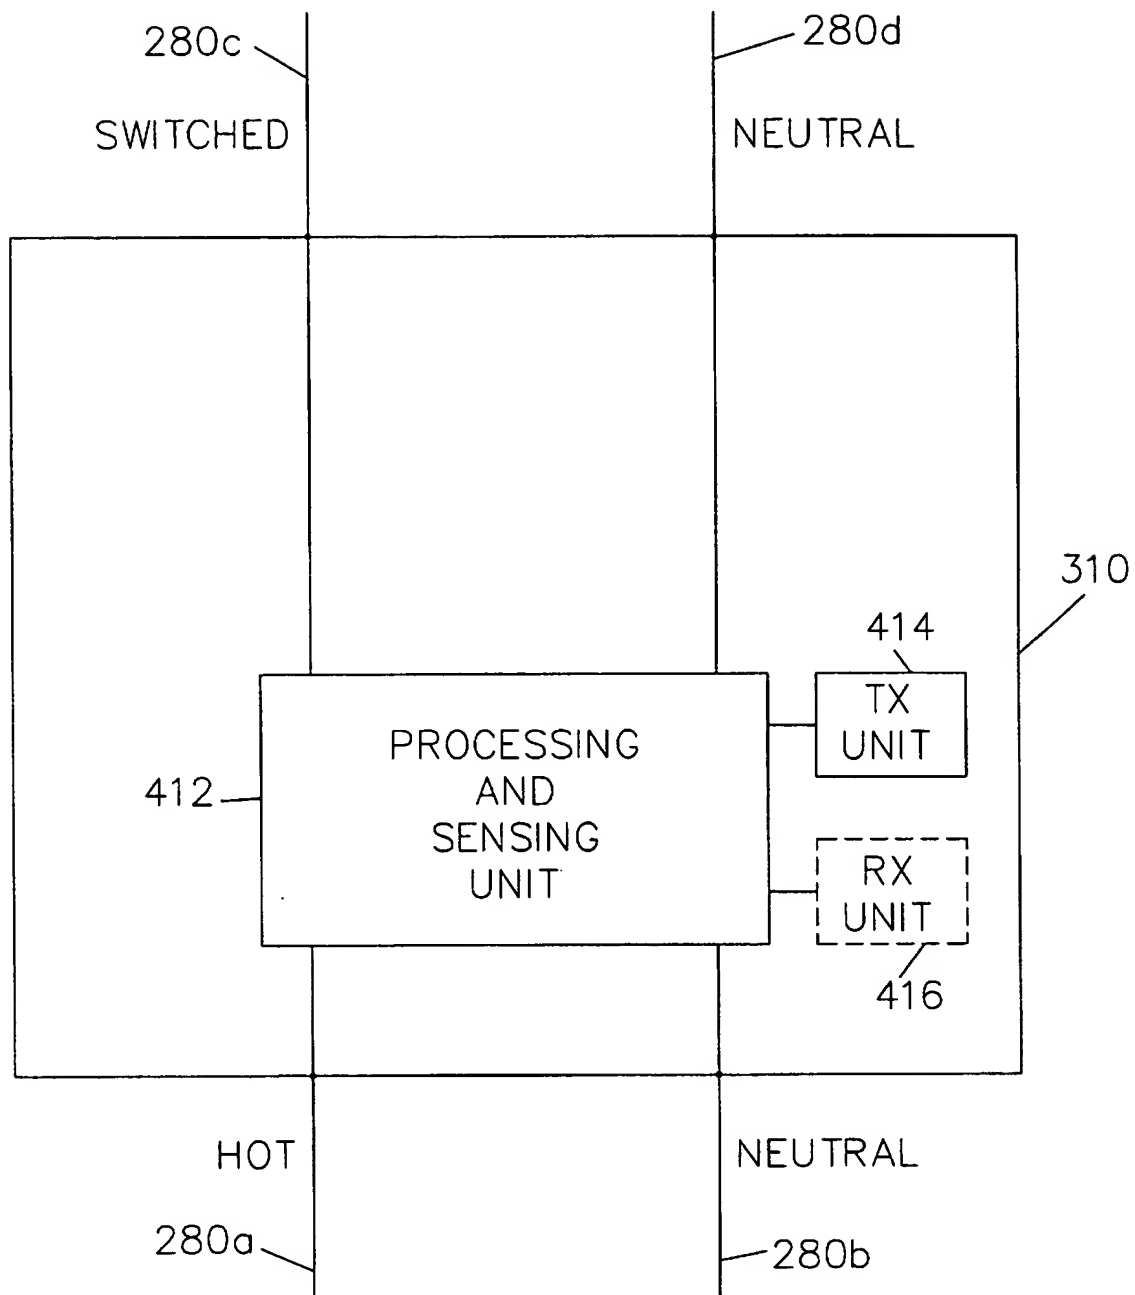 280c
280d
SWITCHED
NEUTRAL
310
414
TX
UNIT
PROCESSING
AND
SENSING
UNIT
412
RX
UNIT
416
HOT
NEUTRAL
280a
280b